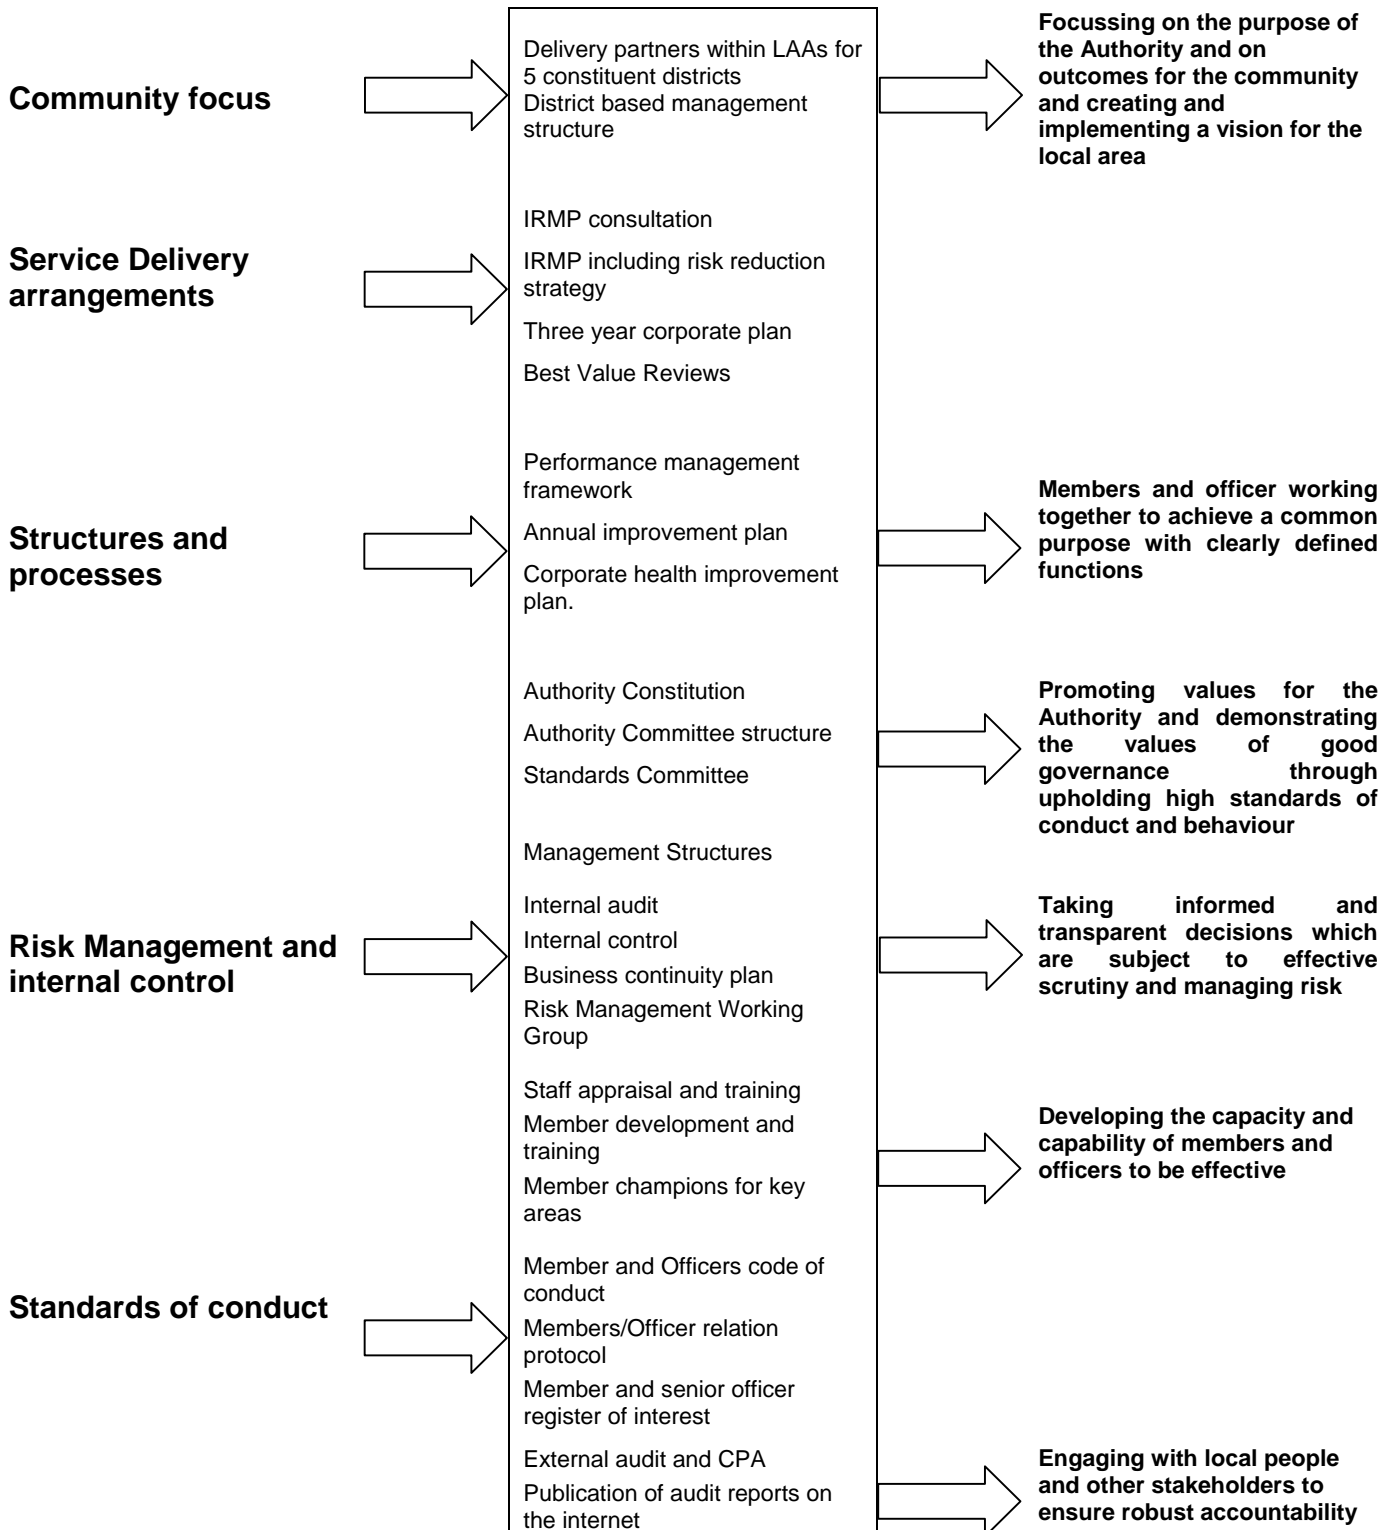 Community focus
Delivery partners within LAAs for
5 constituent districts
District based management
structure
Focussing on the purpose of
the Authority and on
outcomes for the community
and creating and
implementing a vision for the
local area
Service Delivery
arrangements
IRMP consultation
IRMP including risk reduction
strategy
Three year corporate plan
Best Value Reviews
Structures and
processes
Performance management
framework
Annual improvement plan
Corporate health improvement
plan.
Members and officer working
together to achieve a common
purpose with clearly defined
functions
Authority Constitution
Authority Committee structure
Standards Committee
Management Structures
Promoting values for the
Authority and demonstrating
the values of good
governance through
upholding high standards of
conduct and behaviour
Risk Management and
internal control
Internal audit
Internal control
Business continuity plan
Risk Management Working
Group
Taking informed and
transparent decisions which
are subject to effective
scrutiny and managing risk
Staff appraisal and training
Member development and
training
Member champions for key
areas
Developing the capacity and
capability of members and
officers to be effective
Standards of conduct
Member and Officers code of
conduct
Members/Officer relation
protocol
Member and senior officer
register of interest
External audit and CPA
Publication of audit reports on
the internet
Engaging with local people
and other stakeholders to
ensure robust accountability